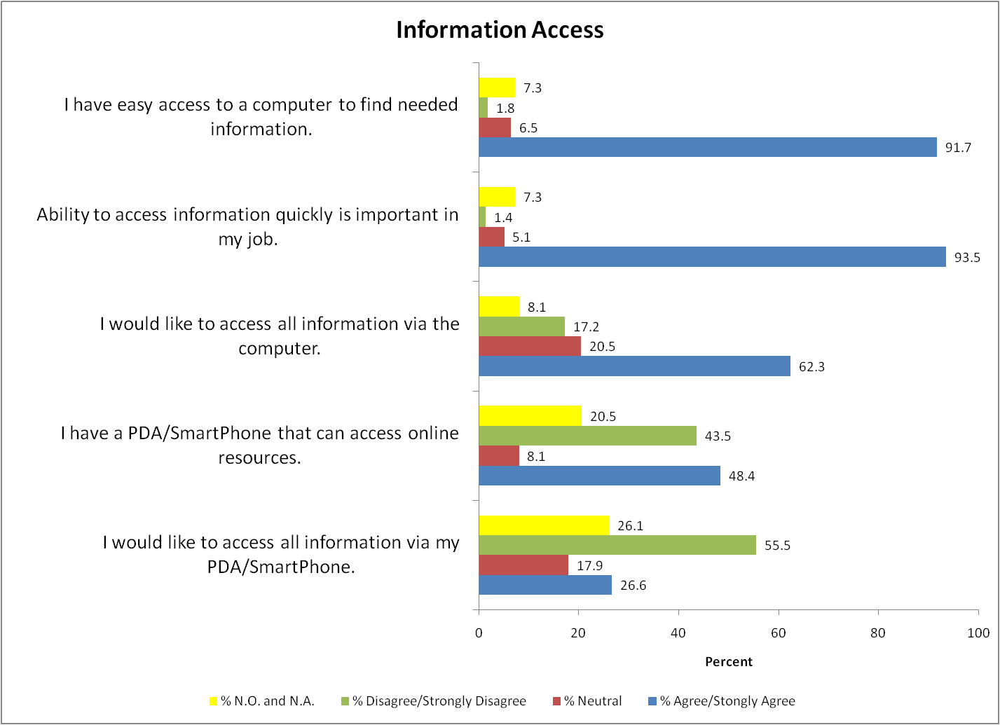 Information Access
I have easy access to a computer to find needed
information.
7.3
1.8
6.5
91.7
Ability to access information quickly is important in
my job.
7.3
1.4
5.1
93.5
I would like to access all information via the
computer.
8.1
17.2
20.5
62.3
I have a PDA/SmartPhone that can access online
resources.
20.5
43.5
8.1
48.4
I would like to access all information via my
PDA/SmartPhone.
26.1
55.5
17.9
26.6
0 20 40 60 80 100
Percent
% N.O. and N.A. % Disagree/Strongly Disagree % Neutral % Agree/Stongly Agree